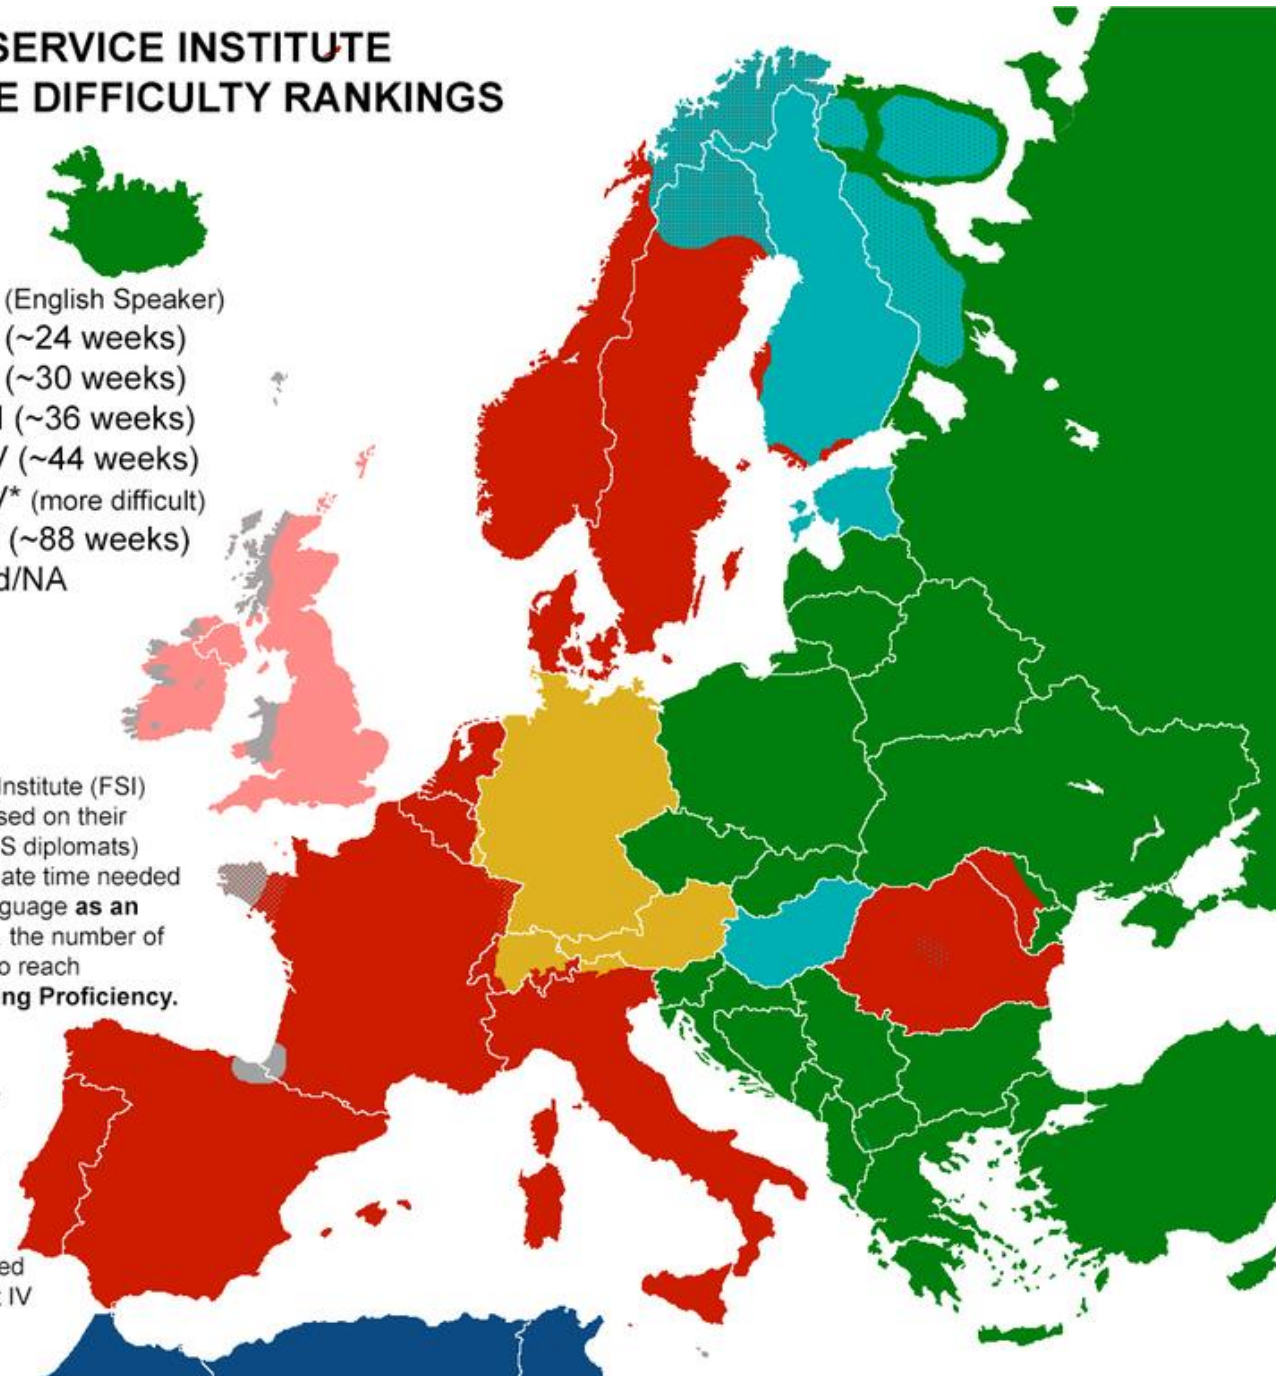 SERVICE INSTITUTE
E DIFFICULTY RANKINGS
(English Speaker)
(~24 weeks)
(~30 weeks)
I (~36 weeks)
V (~44 weeks)
V* (more difficult)
(~88 weeks)
d/NA
Institute (FSI)
sed on their
S diplomats)
ate time needed
guage as an
the number of
o reach
ng Proficiency.
ed
t IV